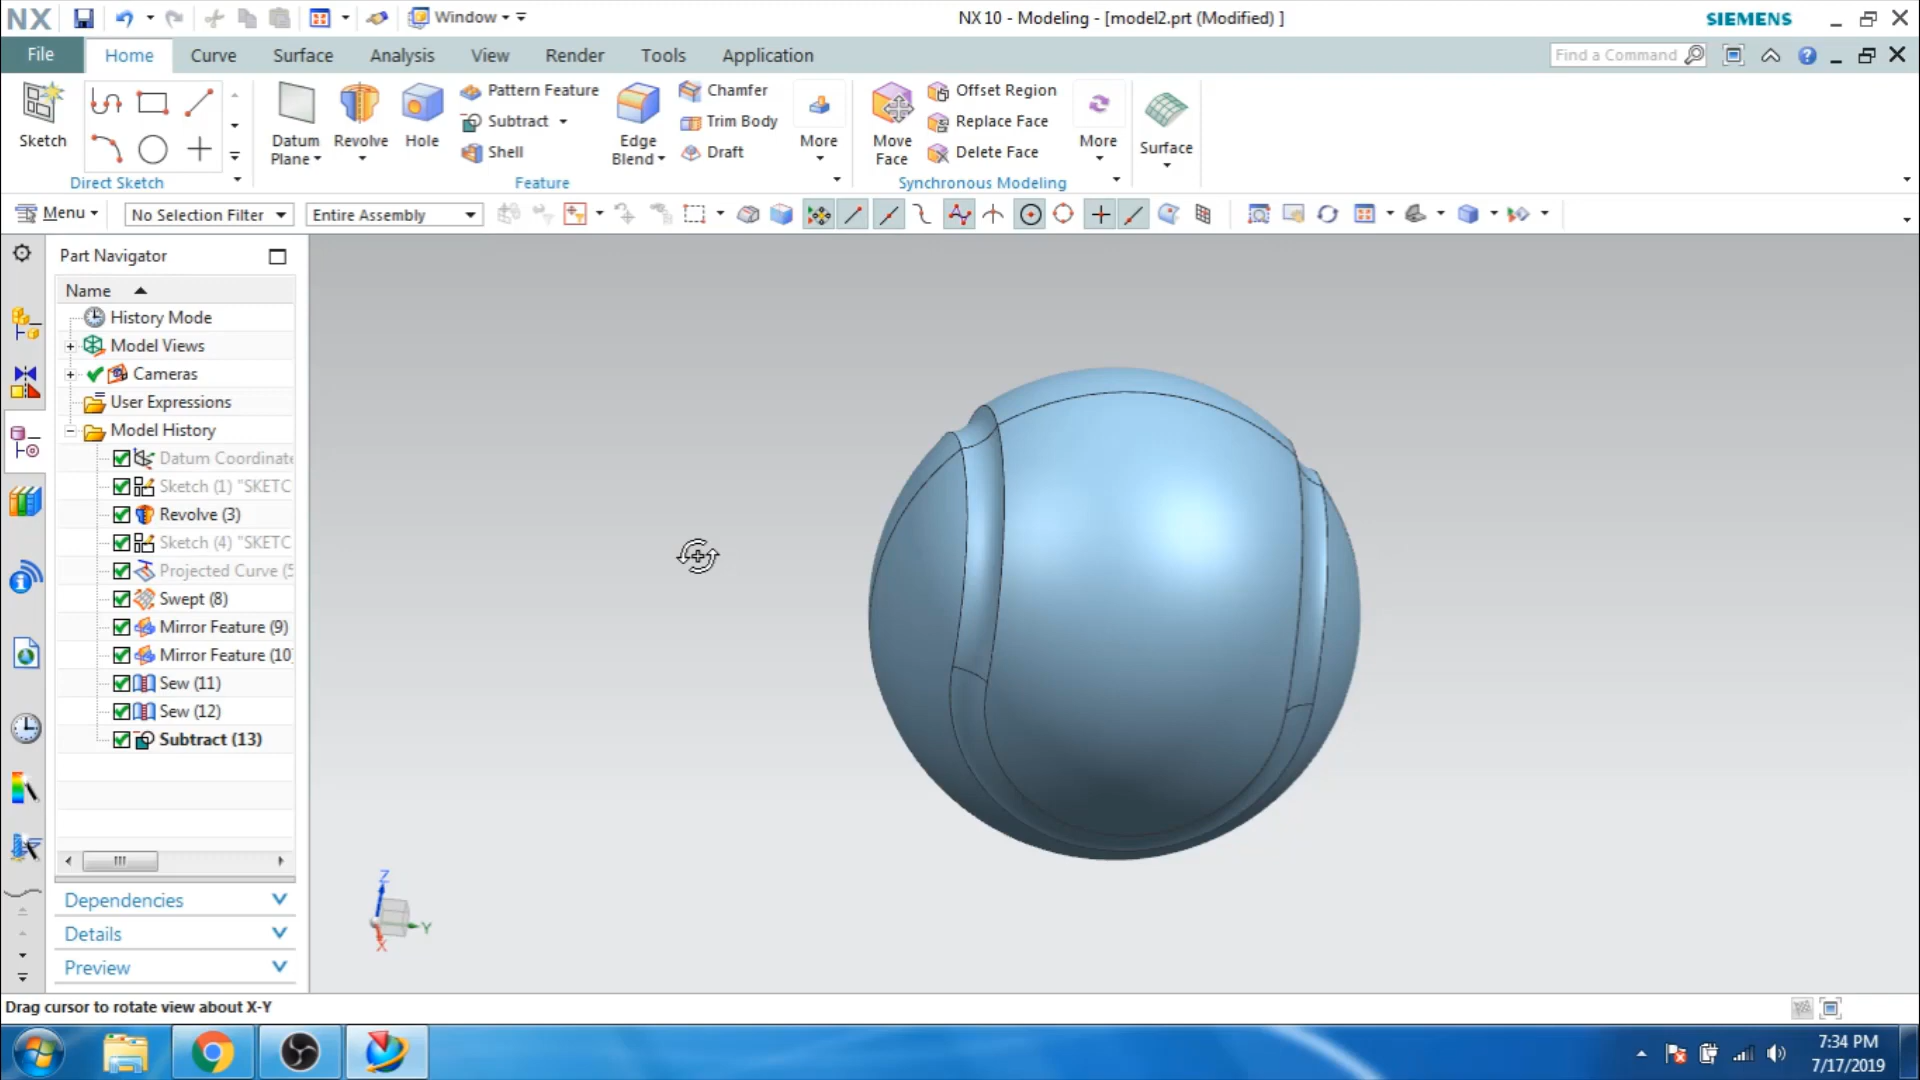 NX
Window
NX 10 - Modeling - [model2.prt (Modified) ]
SIEMENS
File
Home
Curve
Surface
Analysis
View
Render
Tools
Application
Find a Command
Sketch
Direct Sketch
Datum Plane
Revolve
Hole
Pattern Feature
Subtract
Shell
Edge Blend
Chamfer
Trim Body
Draft
More
Feature
Move Face
Offset Region
Replace Face
Delete Face
More
Synchronous Modeling
Surface
Menu
No Selection Filter
Entire Assembly
Part Navigator
Name
History Mode
Model Views
Cameras
User Expressions
Model History
Datum Coordinate
Sketch (1) "SKETC
Revolve (3)
Sketch (4) "SKETC
Projected Curve (5
Swept (8)
Mirror Feature (9)
Mirror Feature (10)
Sew (11)
Sew (12)
Subtract (13)
Dependencies
Details
Preview
Z
Y
X
Drag cursor to rotate view about X-Y
7:34 PM
7/17/2019